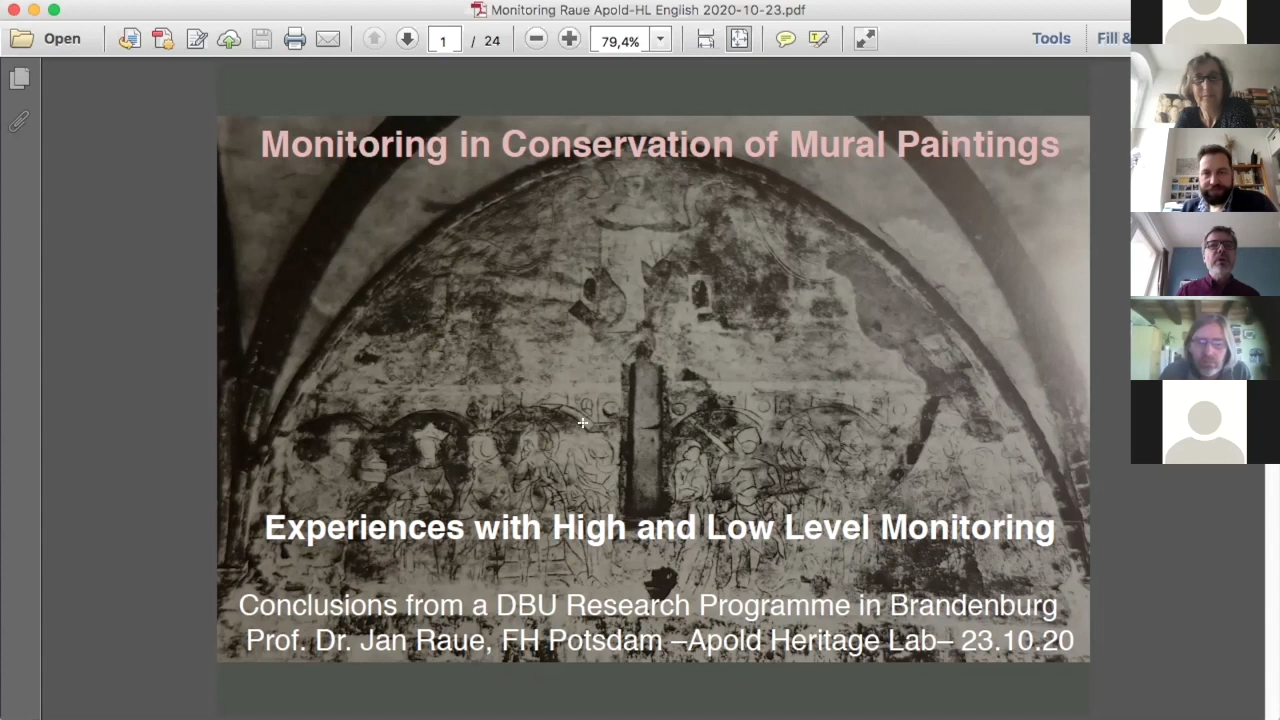 Monitoring Raue Apold-HL English 2020-10-23.pdf
Open
1 / 24
79,4%
Tools
Fill &
Monitoring in Conservation of Mural Paintings
Experiences with High and Low Level Monitoring
Conclusions from a DBU Research Programme in Brandenburg
Prof. Dr. Jan Raue, FH Potsdam –Apold Heritage Lab– 23.10.20